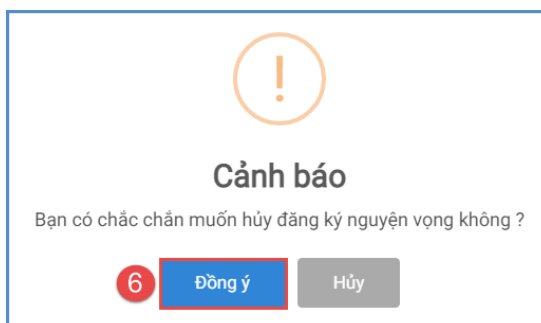 !
Cảnh báo
Bạn có chắc chắn muốn hủy đăng ký nguyện vọng không ?
6 Đồng ý Hủy